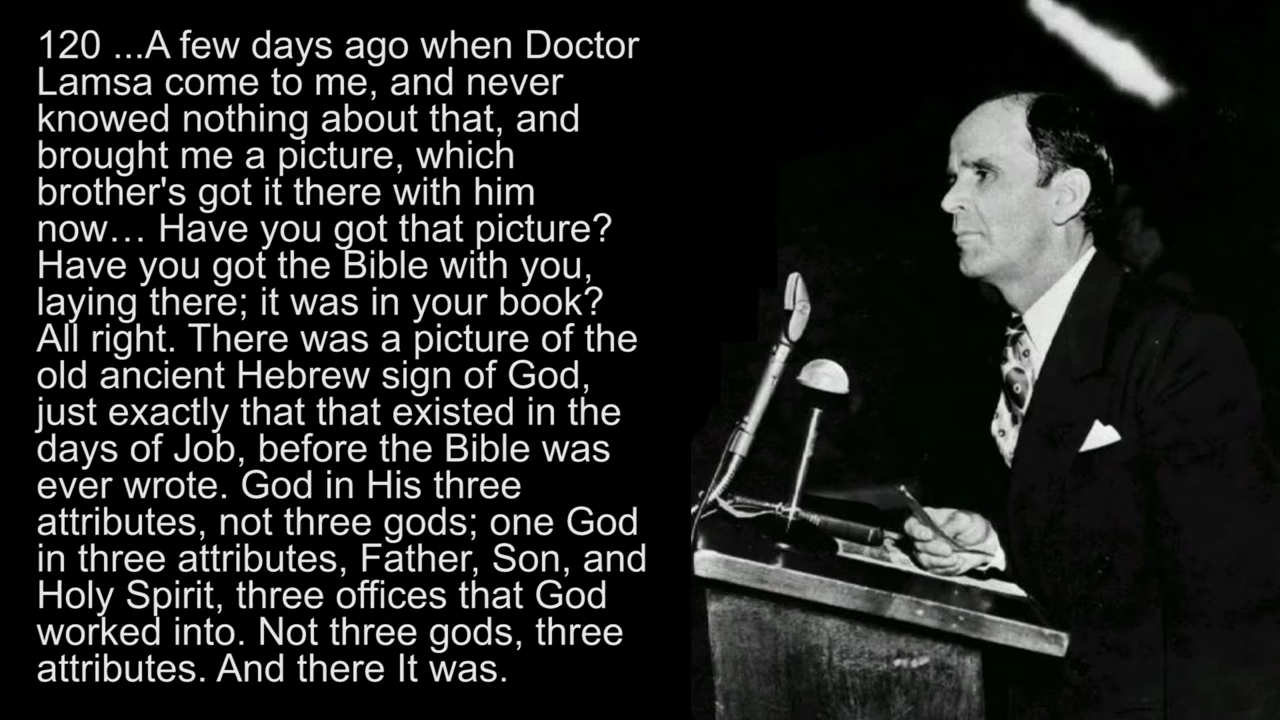 120 ...A few days ago when Doctor
Lamsa come to me, and never
knowed nothing about that, and
brought me a picture, which
brother's got it there with him
now… Have you got that picture?
Have you got the Bible with you,
laying there; it was in your book?
All right. There was a picture of the
old ancient Hebrew sign of God,
just exactly that that existed in the
days of Job, before the Bible was
ever wrote. God in His three
attributes, not three gods; one God
in three attributes, Father, Son, and
Holy Spirit, three offices that God
worked into. Not three gods, three
attributes. And there It was.